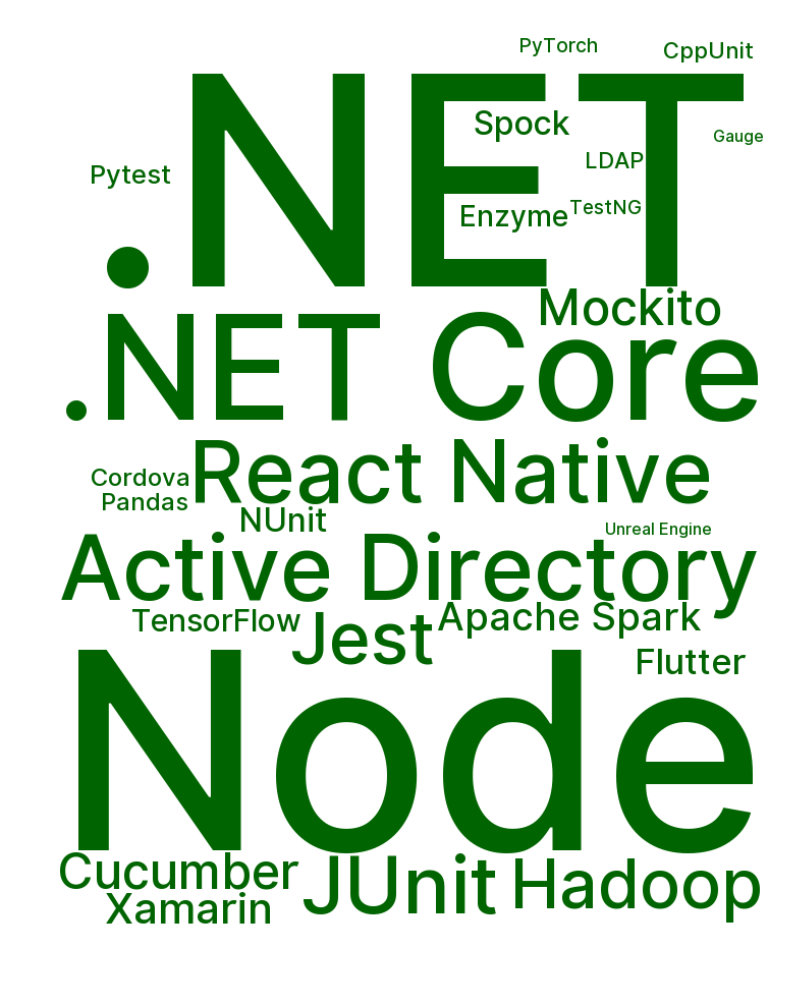 PyTorch
CppUnit
.NET
Spock
Gauge
LDAP
Pytest
Enzyme
TestNG
Mockito
.NET Core
React Native
Cordova
Pandas
NUnit
Unreal Engine
Active Directory
TensorFlow
Jest
Apache Spark
Flutter
Node
Cucumber
JUnit
Hadoop
Xamarin